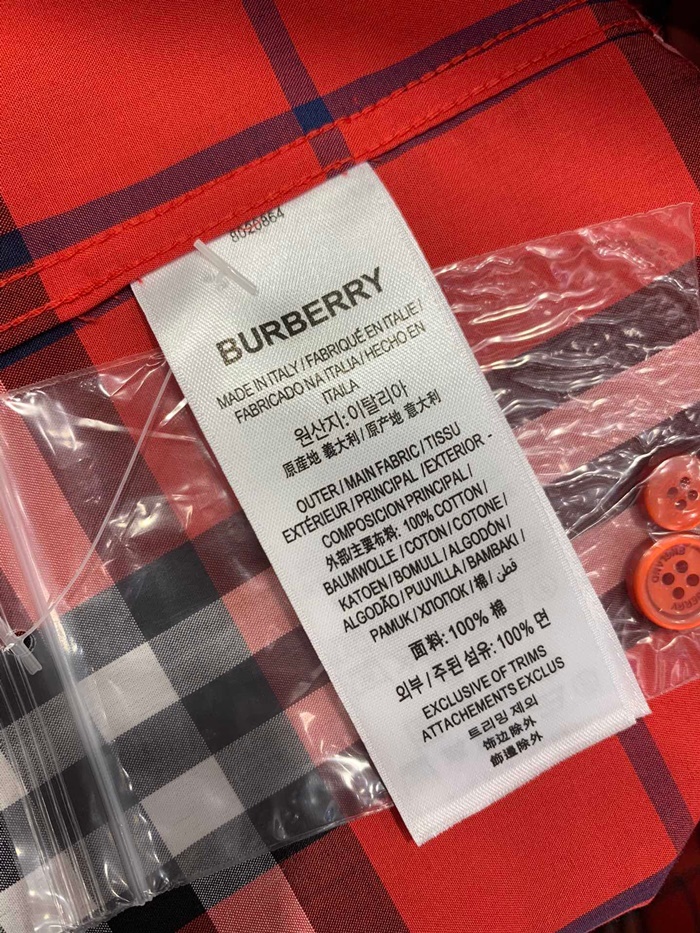 8020864
BURBERRY
MADE IN ITALY / FABRIQUÉ EN ITALIE /
FABRICADO NA ITALIA / HECHO EN
ITAILA
원산지: 이탈리아
原産地 義大利 / 原产地 意大利
OUTER / MAIN FABRIC / TISSU
EXTÉRIEUR / PRINCIPAL /EXTERIOR -
COMPOSICION PRINCIPAL /
外部/主要布料: 100% COTTON /
BAUMWOLLE / COTON / COTONE /
KATOEN / BOMULL / ALGODÓN /
ALGODÃO / PUUVILLA / BAMBAKI /
PAMUK / ХЛОПОК / 棉 / قطن
面料: 100% 棉
외부 / 주된 섬유: 100% 면
EXCLUSIVE OF TRIMS
ATTACHEMENTS EXCLUS
트리밍 제외
饰边除外
飾邊除外